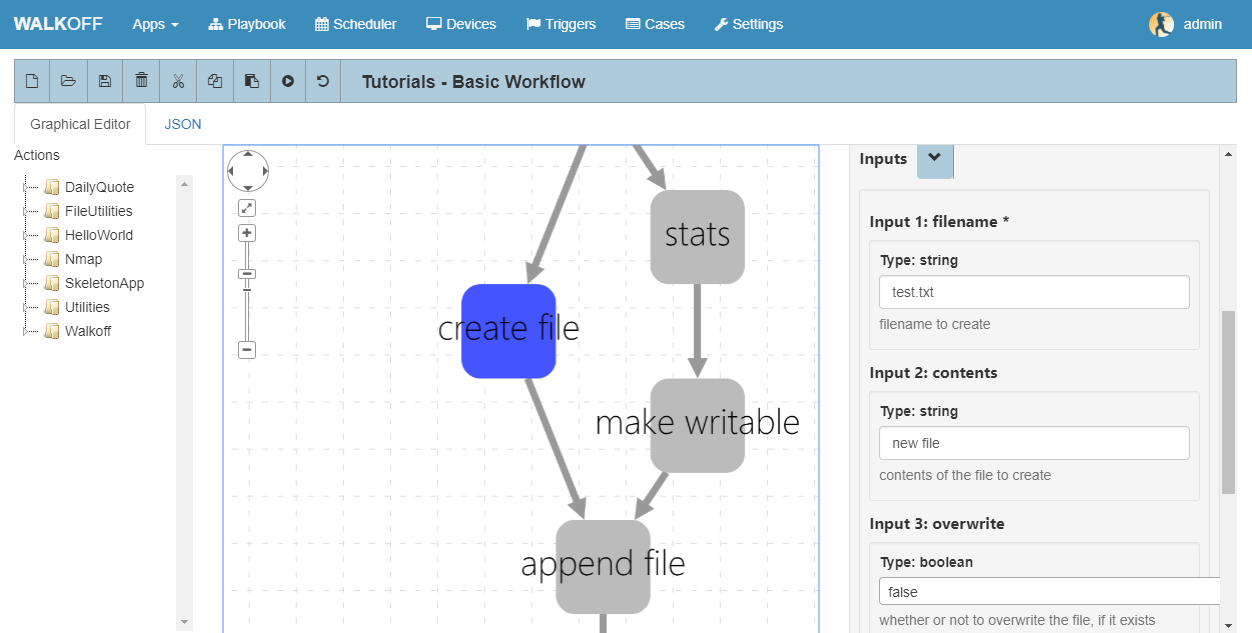 WALKOFF Apps Playbook Scheduler Devices Triggers Cases Settings admin
Tutorials - Basic Workflow
Graphical Editor JSON
Actions
DailyQuote
FileUtilities
HelloWorld
Nmap
SkeletonApp
Utilities
Walkoff
stats
create file
make writable
append file
Inputs
Input 1: filename *
Type: string
test.txt
filename to create
Input 2: contents
Type: string
new file
contents of the file to create
Input 3: overwrite
Type: boolean
false
whether or not to overwrite the file, if it exists